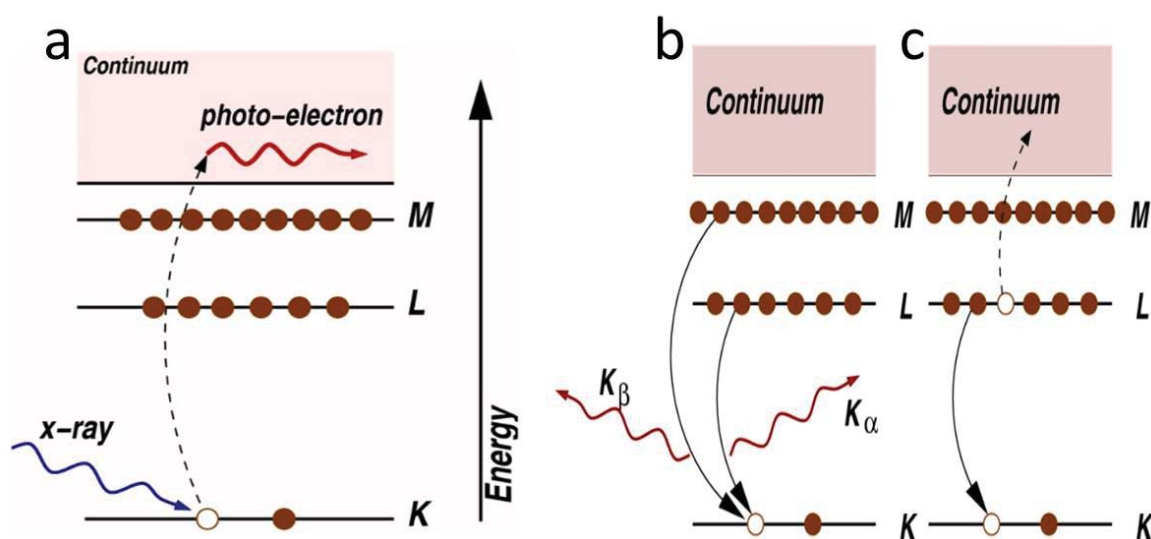 a
Continuum
photo-electron
M
L
x-ray
K
Energy
b
Continuum
M
L
Kβ
Kα
K
c
Continuum
M
L
K